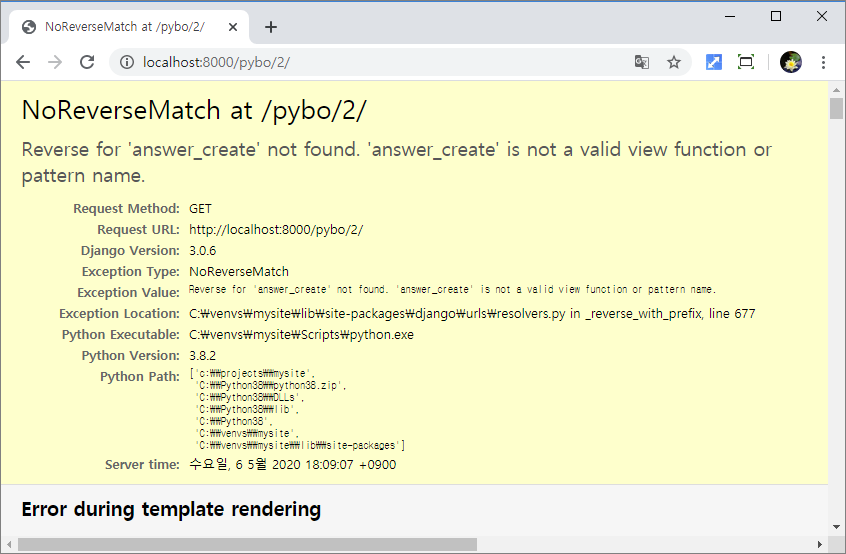 NoReverseMatch at /pybo/2/
localhost:8000/pybo/2/
NoReverseMatch at /pybo/2/
Reverse for 'answer_create' not found. 'answer_create' is not a valid view function or
pattern name.
Request Method: GET
Request URL: http://localhost:8000/pybo/2/
Django Version: 3.0.6
Exception Type: NoReverseMatch
Exception Value: Reverse for 'answer_create' not found. 'answer_create' is not a valid view function or pattern name.
Exception Location: C:₩venvs₩mysite₩lib₩site-packages₩django₩urls₩resolvers.py in _reverse_with_prefix, line 677
Python Executable: C:₩venvs₩mysite₩Scripts₩python.exe
Python Version: 3.8.2
Python Path: ['c:₩₩projects₩₩mysite',
'C:₩₩Python38₩₩python38.zip',
'C:₩₩Python38₩₩DLLs',
'C:₩₩Python38₩₩lib',
'C:₩₩Python38',
'C:₩₩venvs₩₩mysite',
'C:₩₩venvs₩₩mysite₩₩lib₩₩site-packages']
Server time: 수요일, 6 5월 2020 18:09:07 +0900
Error during template rendering